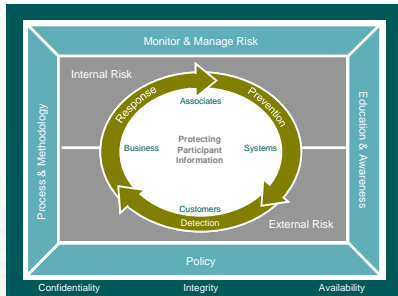 Monitor & Manage Risk
Internal Risk
Response
Prevention
Associates
Process & Methodology
Education & Awareness
Business
Protecting
Participant
Information
Systems
Customers
Detection
External Risk
Policy
Confidentiality
Integrity
Availability